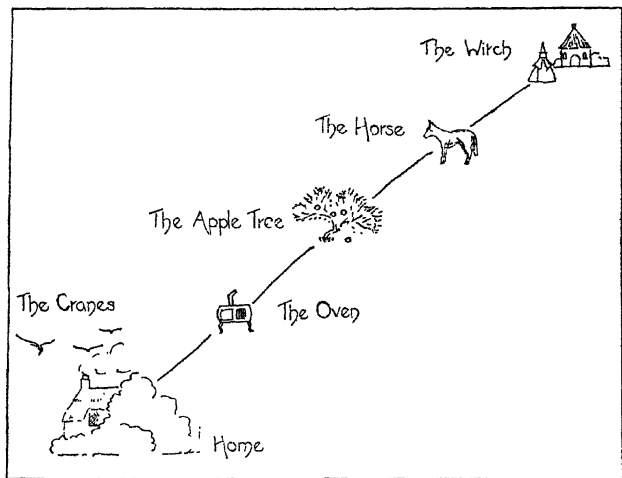 The Witch
The Horse
The Apple Tree
The Cranes
The Oven
Home